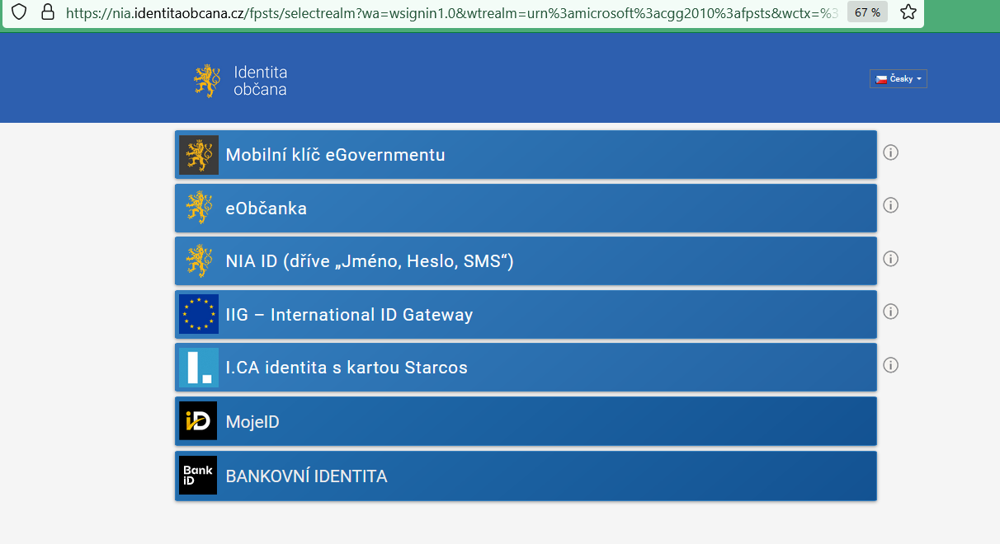 https://nia.identitaobcana.cz/fpsts/selectrealm?wa=wsignin1.0&wtrealm=urn%3amicrosoft%3acgg2010%3afpsts&wctx=%3
67 %
Identita
občana
Česky
Mobilní klíč eGovernmentu
eObčanka
NIA ID (dříve „Jméno, Heslo, SMS“)
IIG – International ID Gateway
I.CA identita s kartou Starcos
iD
MojeID
Bank
iD
BANKOVNÍ IDENTITA